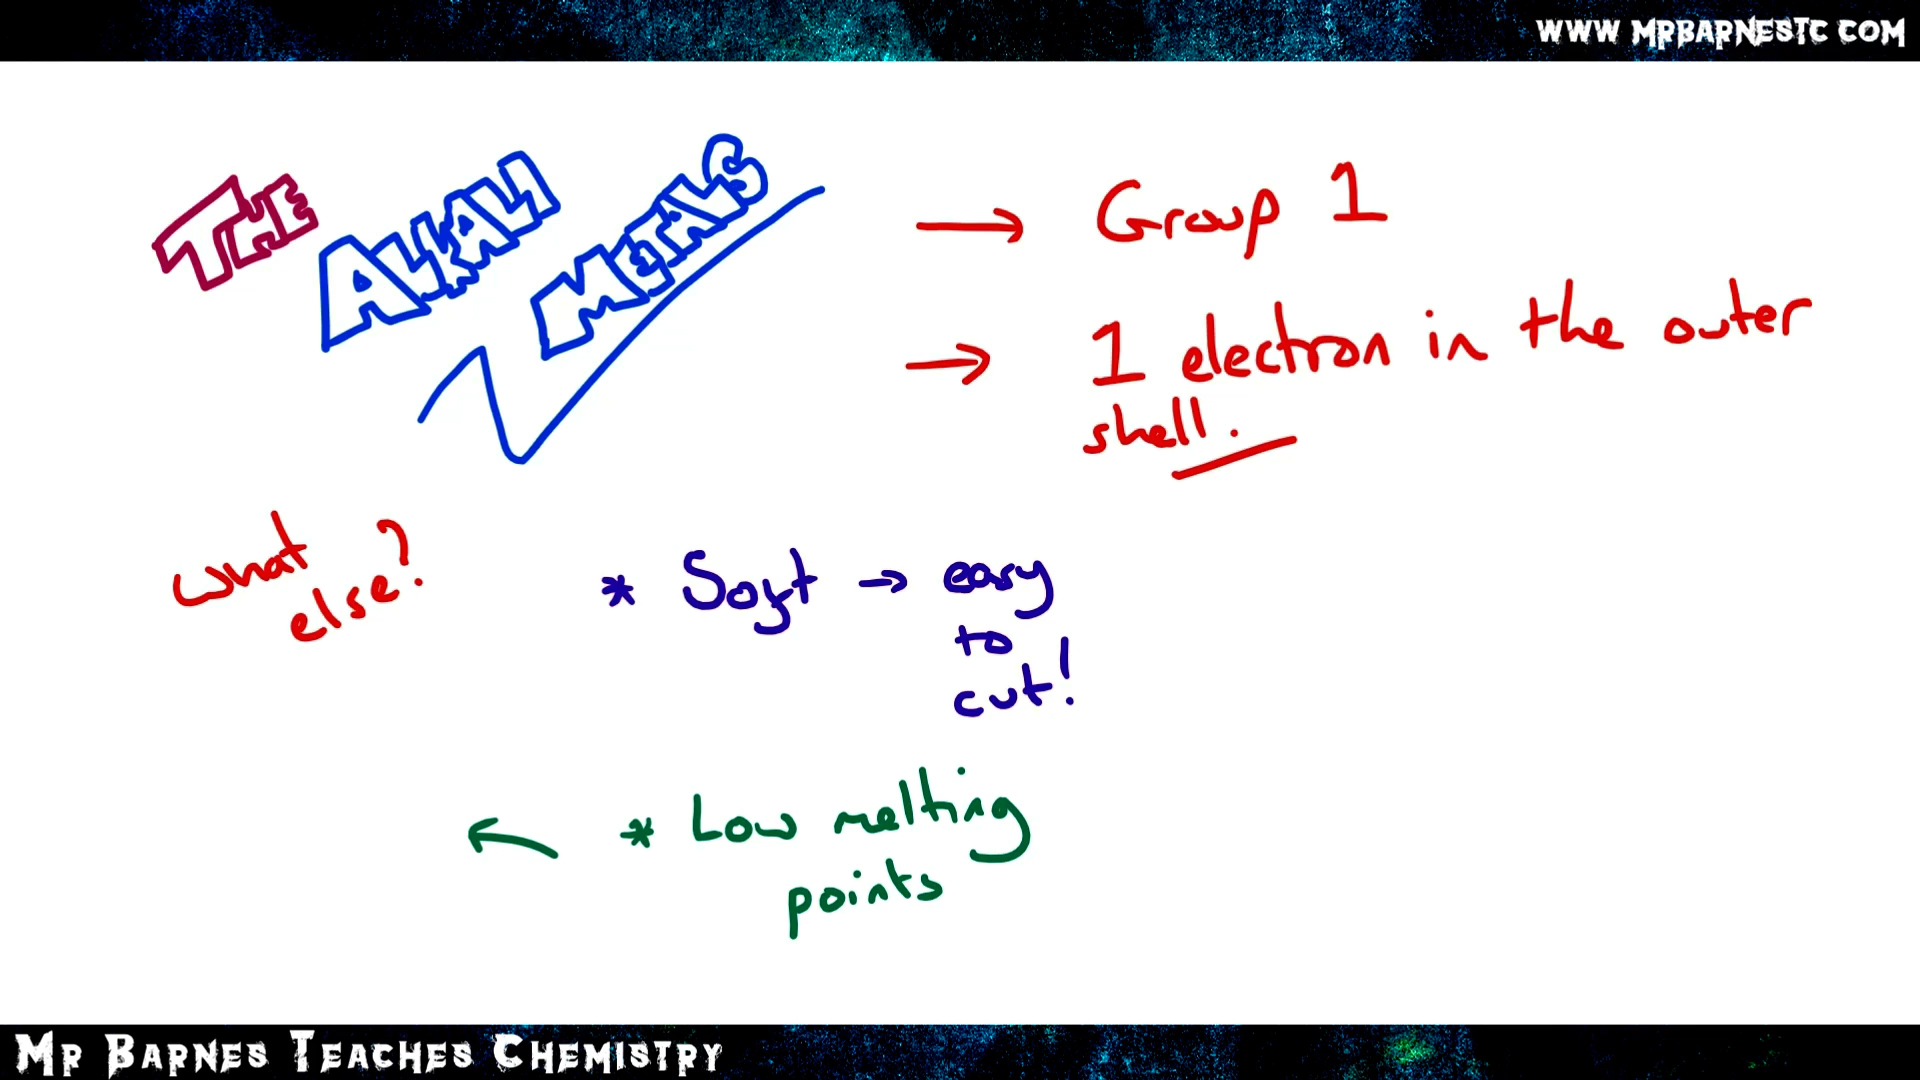 WWW MRBARNESTC COM
THE ALKALI METALS
→ Group 1
→ 1 electron in the outer
shell.
what
else?
* Soft → easy
to
cut!
← * Low melting
points
MR BARNES TEACHES CHEMISTRY